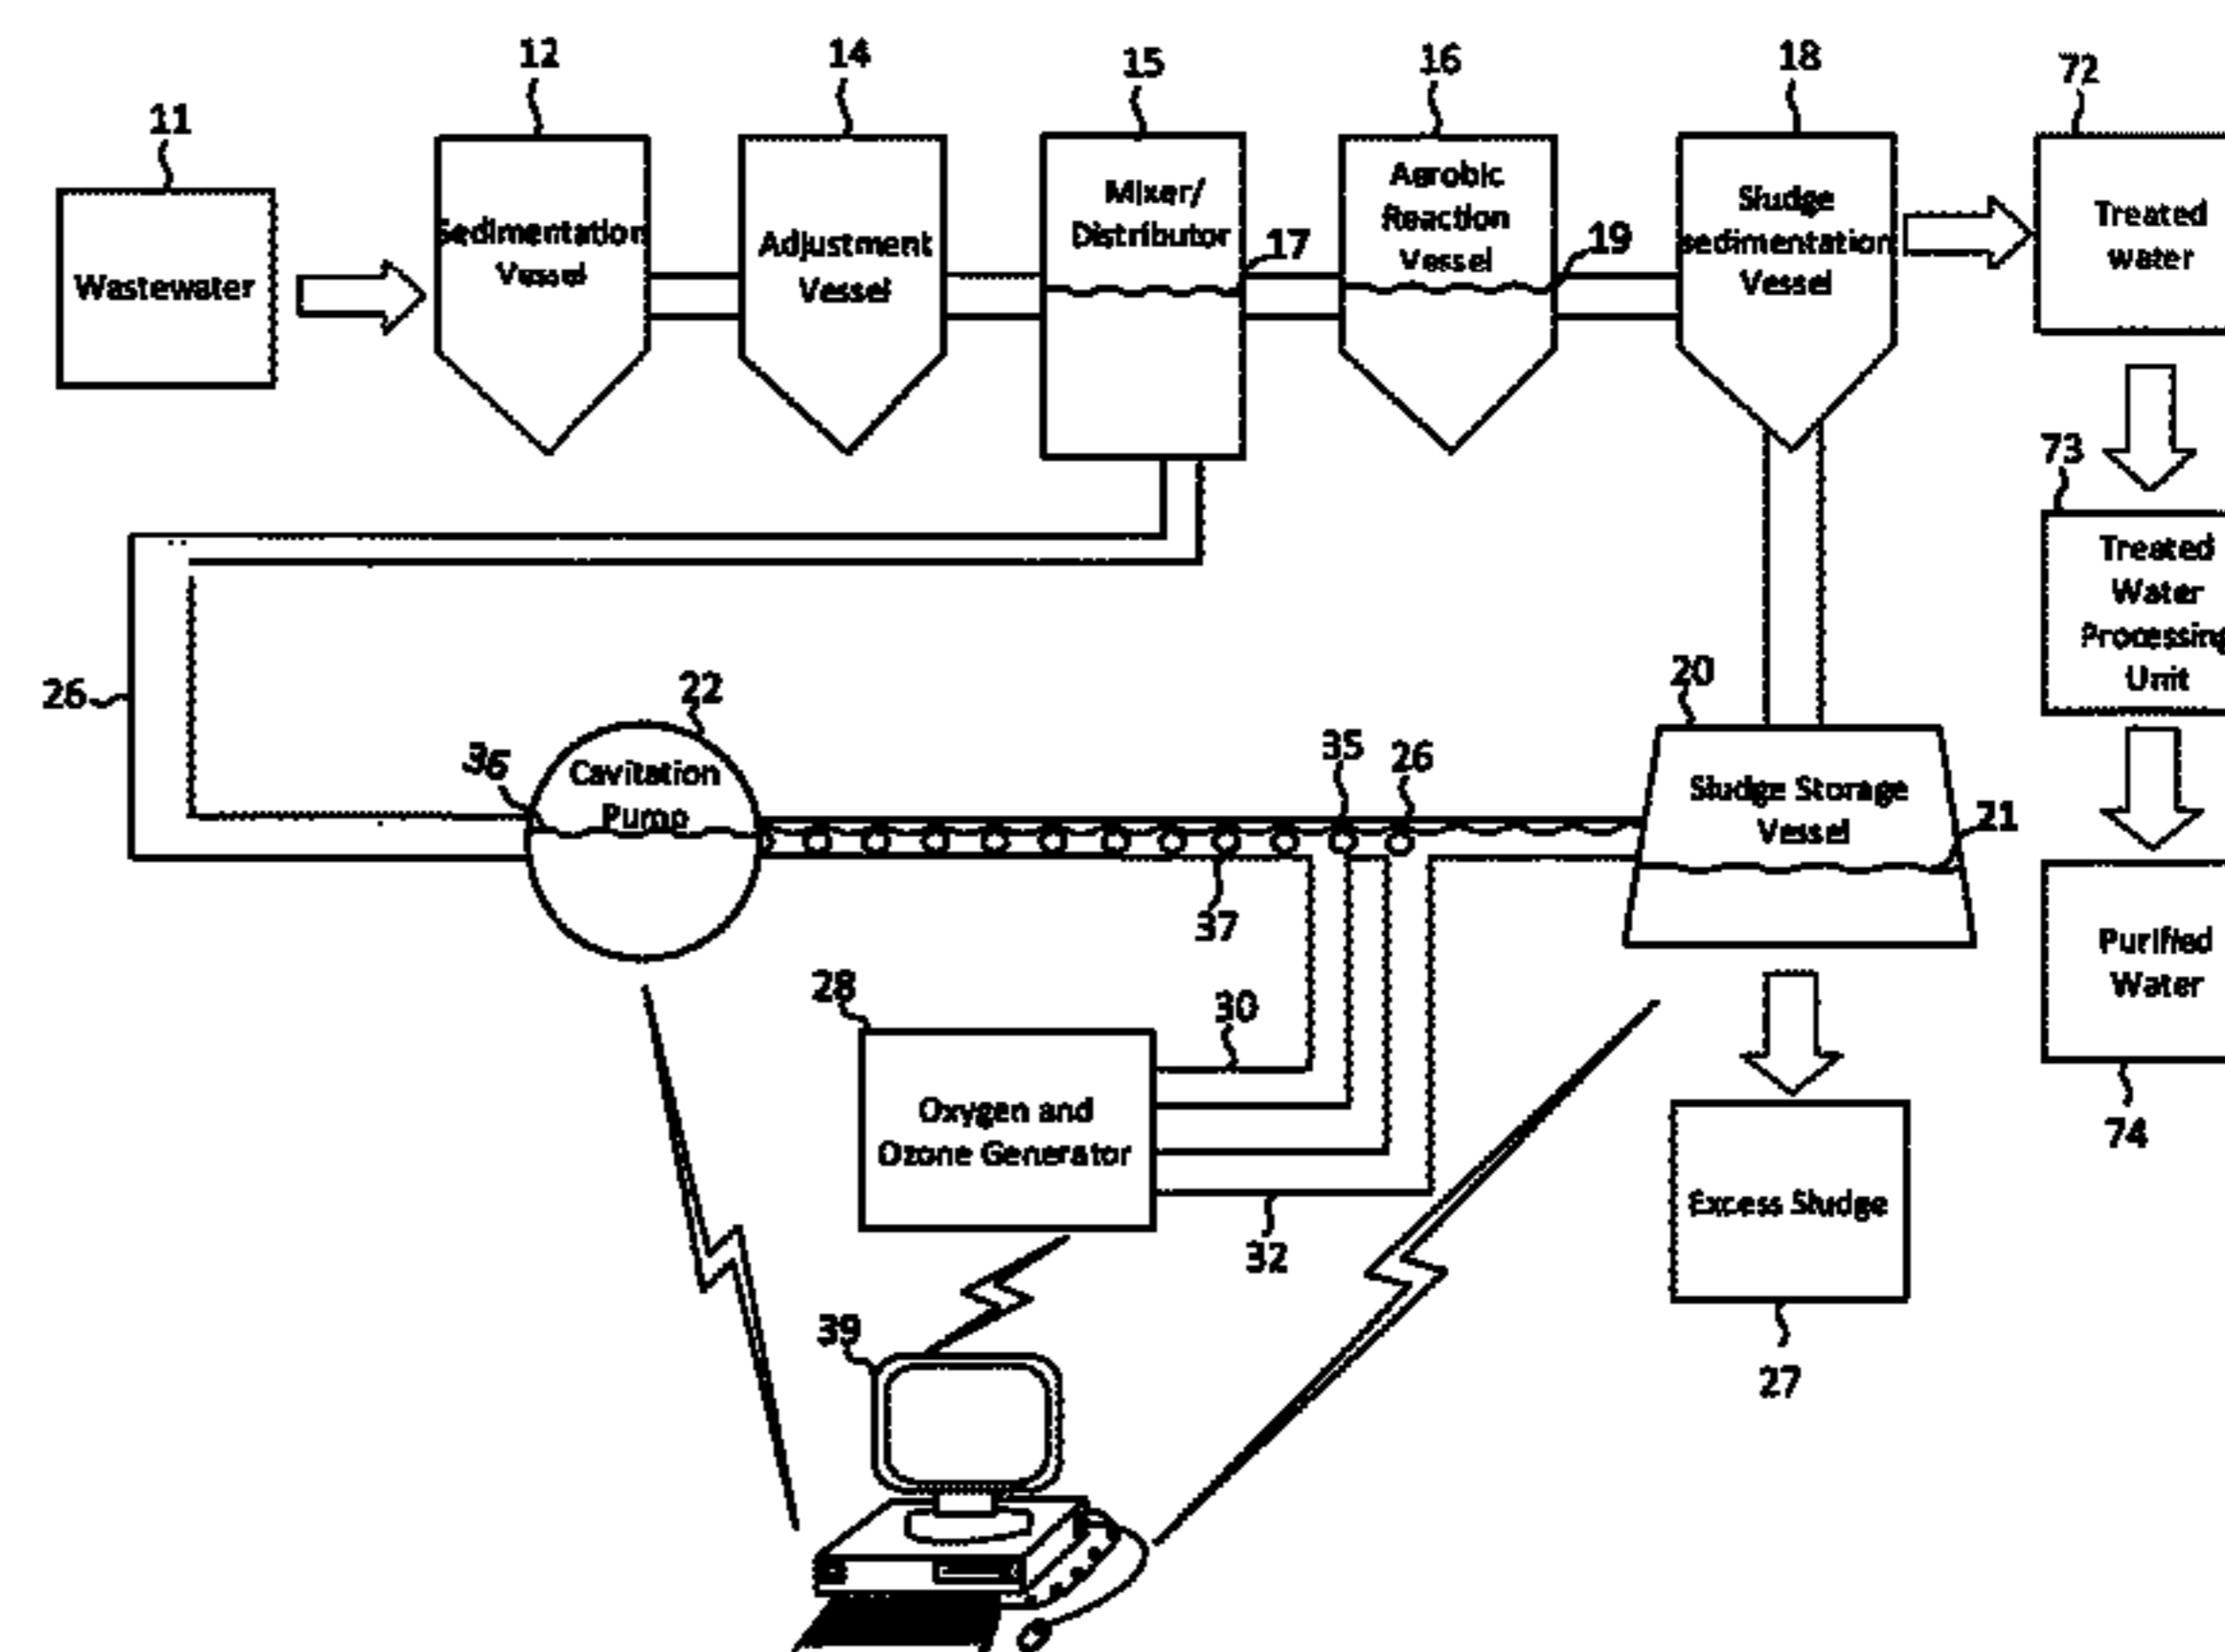 12
14
15
16
18
72
11
Wastewater
Sedimentation
Vessel
Adjustment
Vessel
Mixer/
Distributor
17
Aerobic
Reaction
Vessel
19
Sludge
sedimentation
Vessel
Treated
water
73
Treated
Water
Processing
Unit
26
22
36
Cavitation
Pump
35
26
20
Sludge Storage
Vessel
21
37
Purified
Water
74
28
30
Oxygen and
Ozone Generator
32
Excess Sludge
27
39